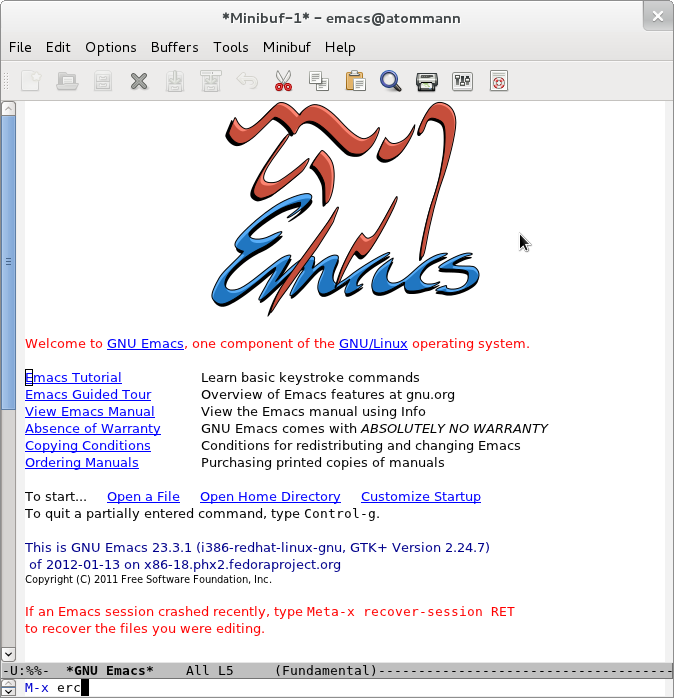 *Minibuf-1* - emacs@atommann
File Edit Options Buffers Tools Minibuf Help
Emacs
Welcome to GNU Emacs, one component of the GNU/Linux operating system.
Emacs Tutorial Learn basic keystroke commands
Emacs Guided Tour Overview of Emacs features at gnu.org
View Emacs Manual View the Emacs manual using Info
Absence of Warranty GNU Emacs comes with ABSOLUTELY NO WARRANTY
Copying Conditions Conditions for redistributing and changing Emacs
Ordering Manuals Purchasing printed copies of manuals
To start... Open a File Open Home Directory Customize Startup
To quit a partially entered command, type Control-g.
This is GNU Emacs 23.3.1 (i386-redhat-linux-gnu, GTK+ Version 2.24.7)
of 2012-01-13 on x86-18.phx2.fedoraproject.org
Copyright (C) 2011 Free Software Foundation, Inc.
If an Emacs session crashed recently, type Meta-x recover-session RET
to recover the files you were editing.
-U:%%- *GNU Emacs* All L5 (Fundamental)------------------------------------
M-x erc